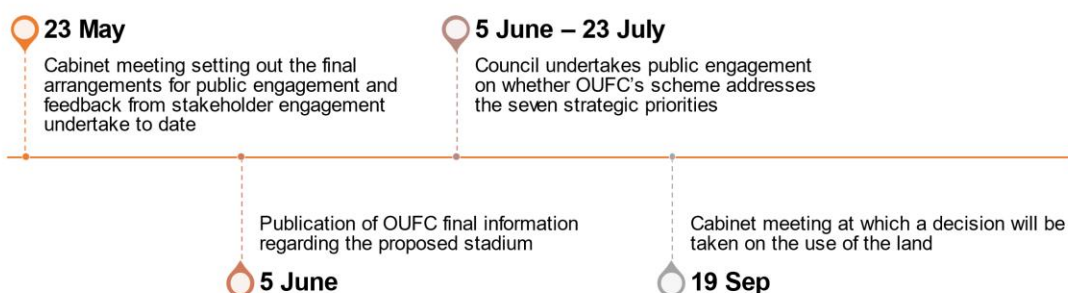 23 May
Cabinet meeting setting out the final
arrangements for public engagement and
feedback from stakeholder engagement
undertake to date
5 June – 23 July
Council undertakes public engagement
on whether OUFC's scheme addresses
the seven strategic priorities
Publication of OUFC final information
regarding the proposed stadium
5 June
Cabinet meeting at which a decision will be
taken on the use of the land
19 Sep